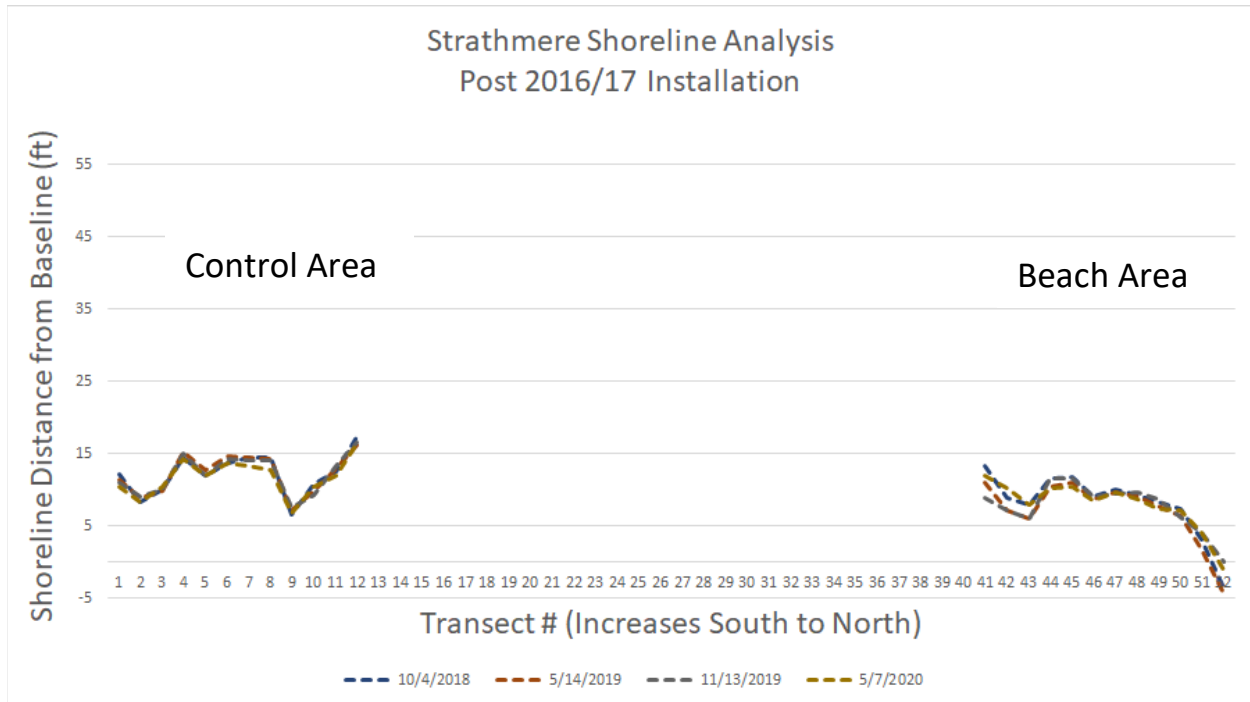 Strathmere Shoreline Analysis
Post 2016/17 Installation
Shoreline Distance from Baseline (ft)
55
45
35
25
15
5
-5
Control Area
Beach Area
1 2 3 4 5 6 7 8 9 10 11 12 13 14 15 16 17 18 19 20 21 22 23 24 25 26 27 28 29 30 31 32 33 34 35 36 37 38 39 40 41 42 43 44 45 46 47 48 49 50 51 52
Transect # (Increases South to North)
10/4/2018 5/14/2019 11/13/2019 5/7/2020